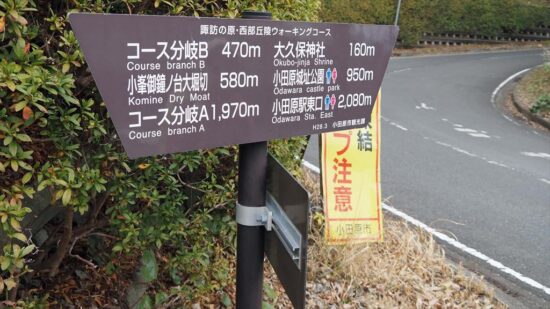 諏訪の原・西部丘陵ウォーキングコース
コース分岐B 470m
Course branch B
小峯御鐘ノ台大堀切 580m
Komine Dry Moat
コース分岐A 1,970m
Course branch A
大久保神社 160m
Okubo-jinja Shrine
小田原城址公園 950m
Odawara castle park
小田原駅東口 2,080m
Odawara Sta. East
H26.3 小田原市観光課
結
プ注意
小田原市